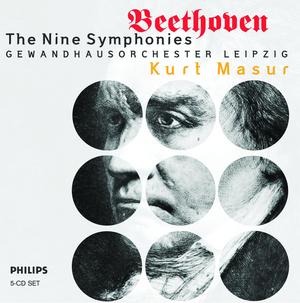 Beethoven
The Nine Symphonies
GEWANDHAUSORCHESTER LEIPZIG
Kurt Masur
PHILIPS
5-CD SET